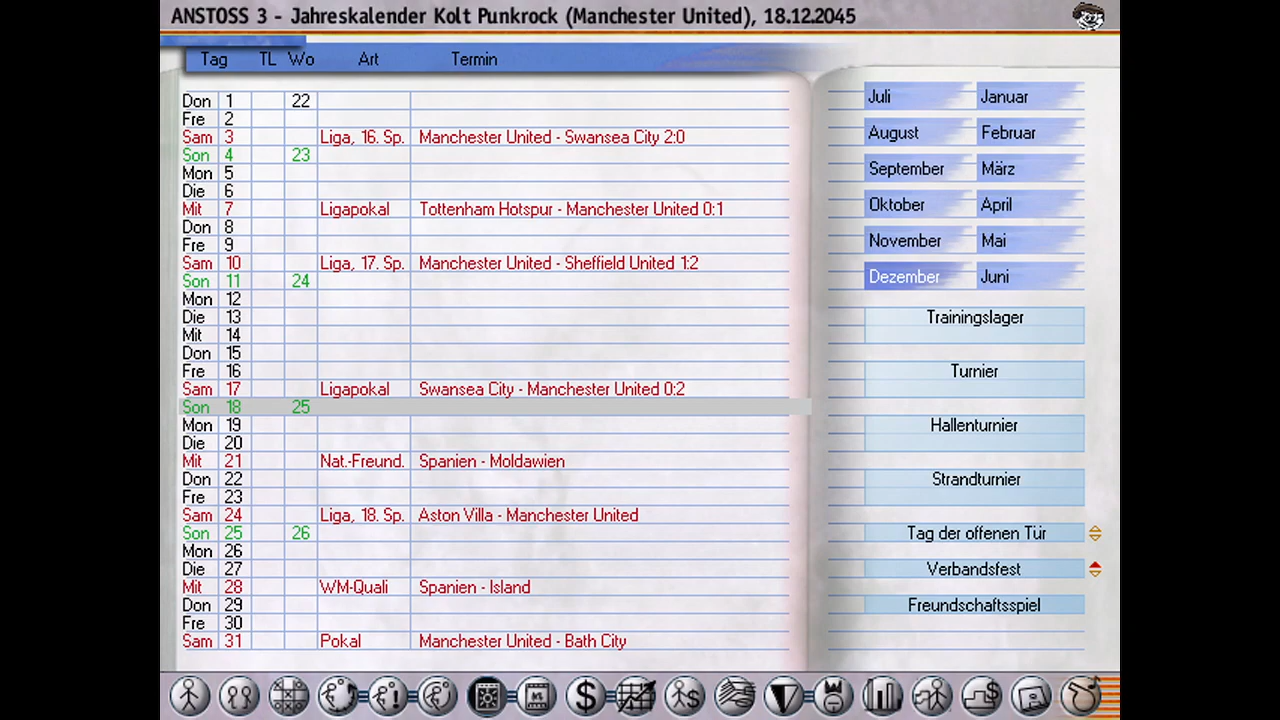 ANSTOSS 3 - Jahreskalender Kolt Punkrock (Manchester United), 18.12.2045
Tag TL Wo Art Termin
Don 1 22
Fre 2
Sam 3 Liga, 16. Sp. Manchester United - Swansea City 2:0
Son 4 23
Mon 5
Die 6
Mit 7 Ligapokal Tottenham Hotspur - Manchester United 0:1
Don 8
Fre 9
Sam 10 Liga, 17. Sp. Manchester United - Sheffield United 1:2
Son 11 24
Mon 12
Die 13
Mit 14
Don 15
Fre 16
Sam 17 Ligapokal Swansea City - Manchester United 0:2
Son 18 25
Mon 19
Die 20
Mit 21 Nat.-Freund. Spanien - Moldawien
Don 22
Fre 23
Sam 24 Liga, 18. Sp. Aston Villa - Manchester United
Son 25 26
Mon 26
Die 27
Mit 28 WM-Quali Spanien - Island
Don 29
Fre 30
Sam 31 Pokal Manchester United - Bath City
Juli Januar
August Februar
September März
Oktober April
November Mai
Dezember Juni
Trainingslager
Turnier
Hallenturnier
Strandturnier
Tag der offenen Tür
Verbandsfest
Freundschaftsspiel